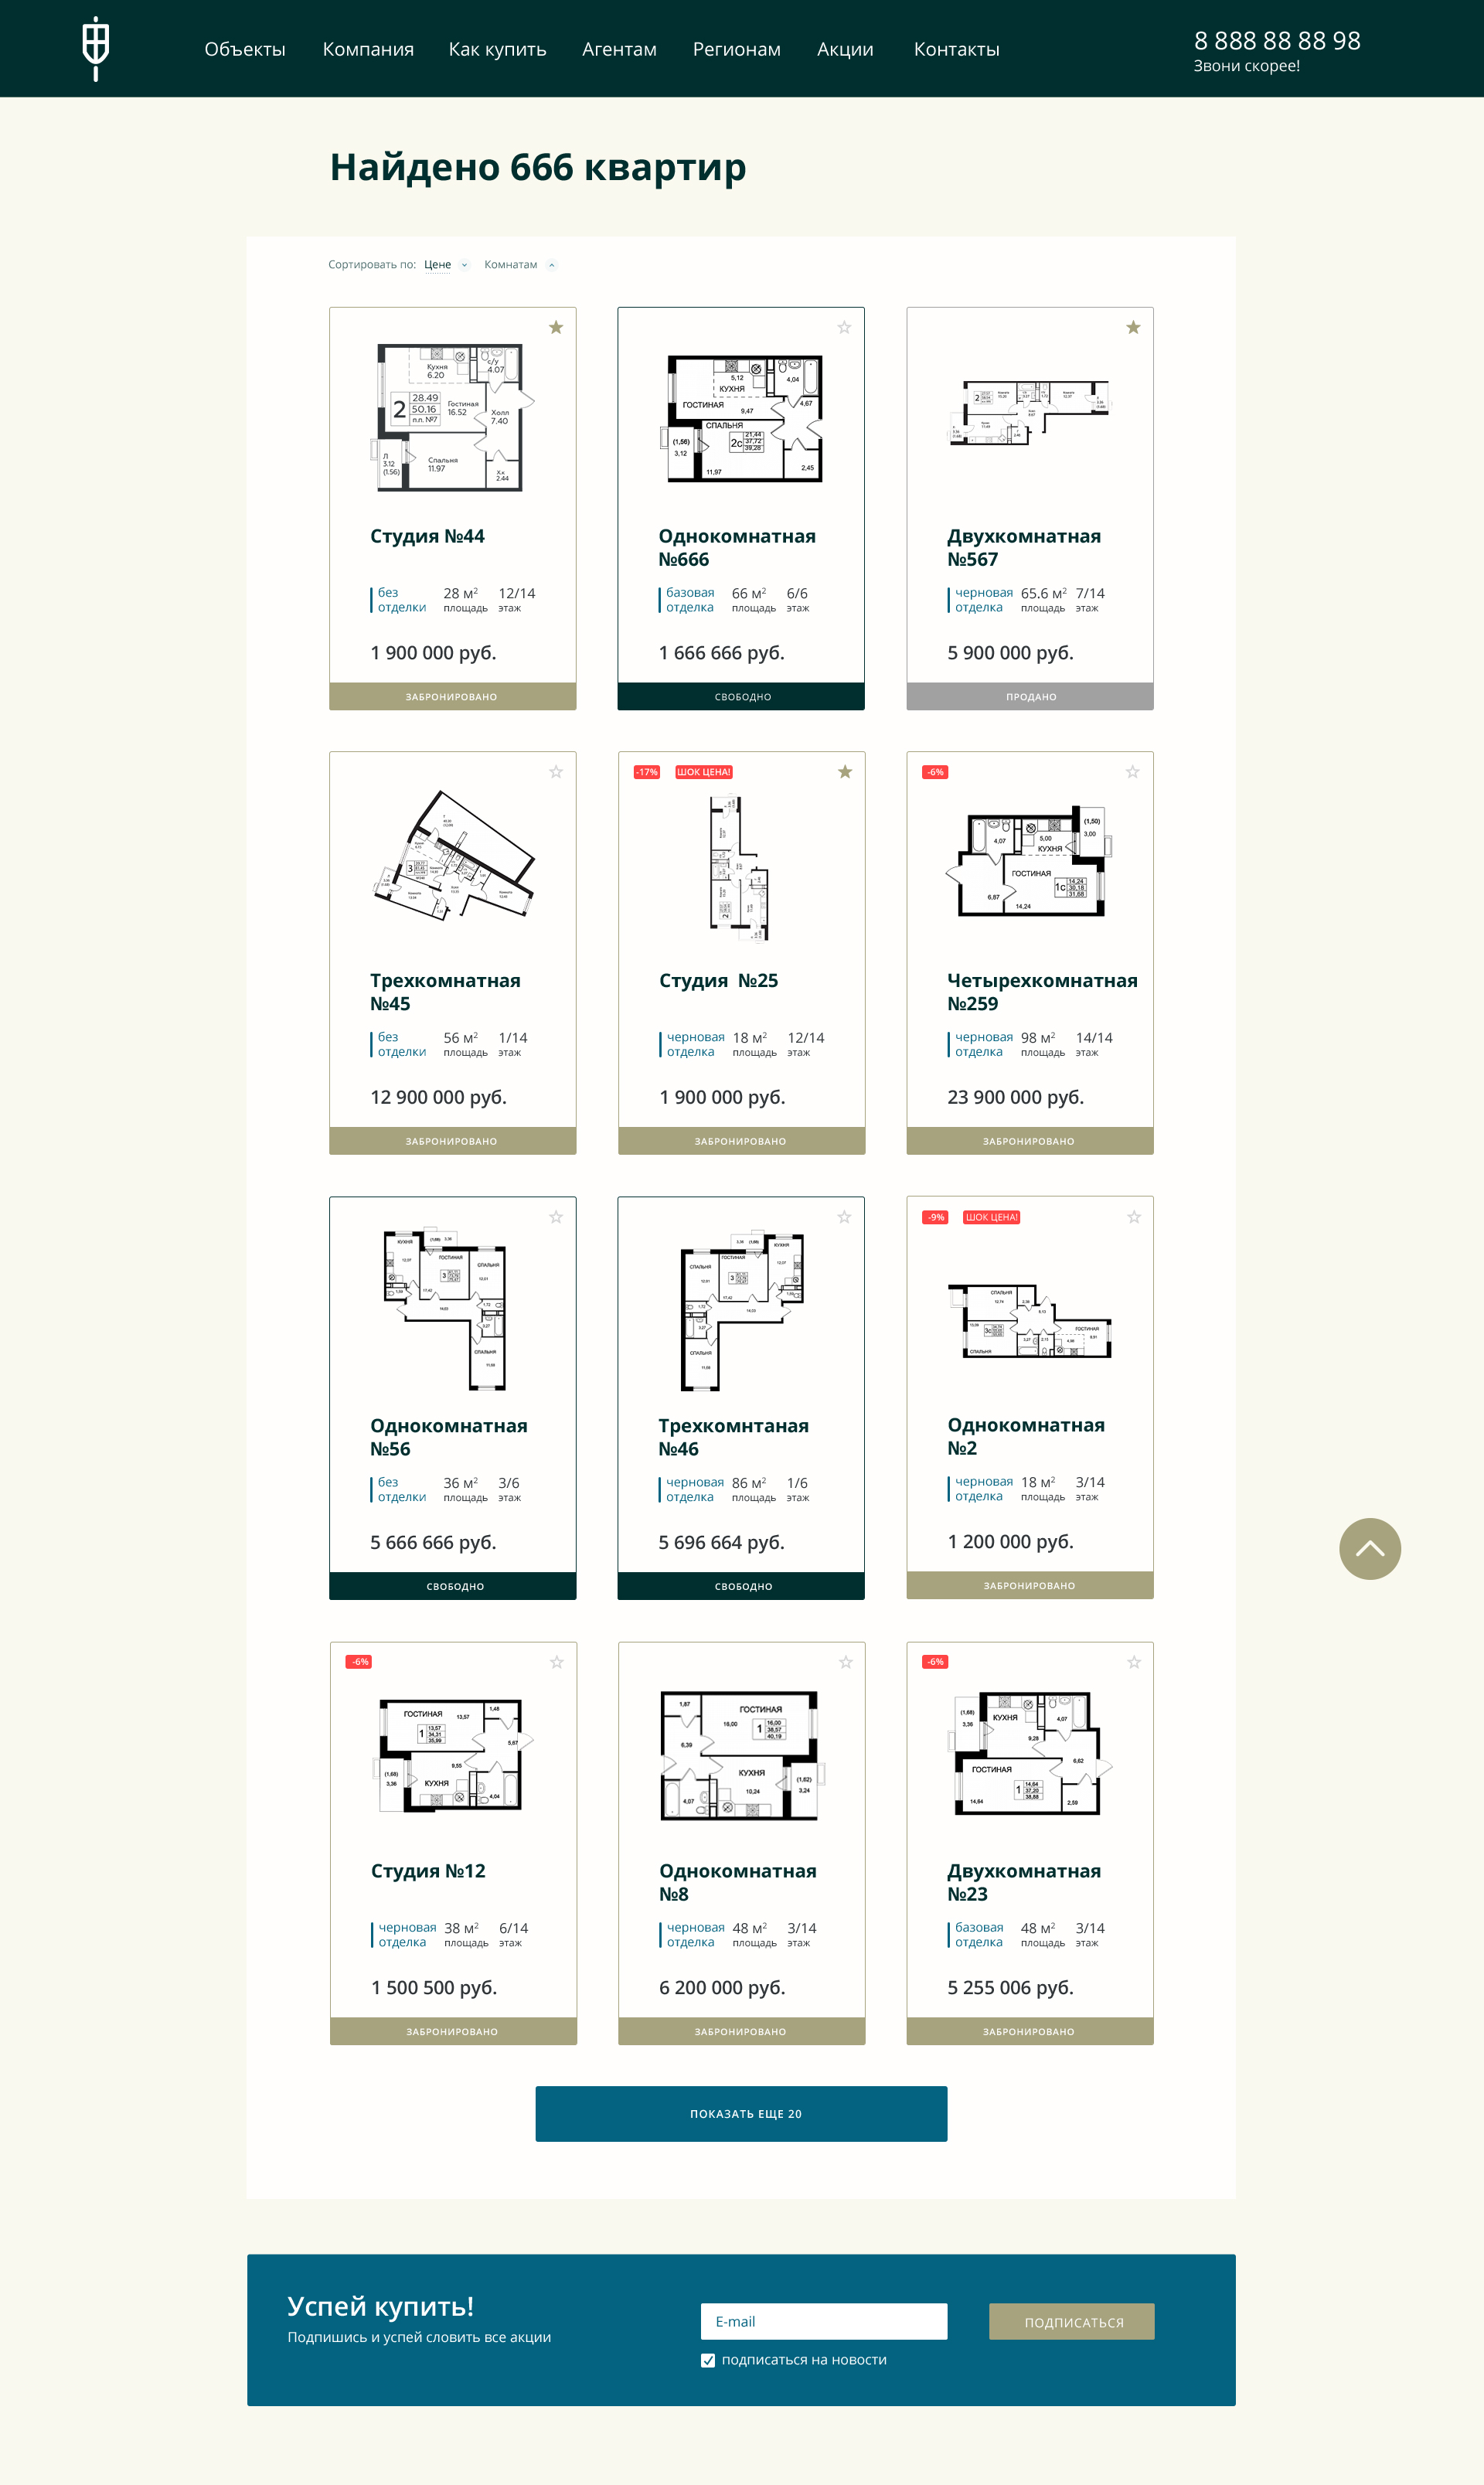 Объекты
Компания
Как купить
Агентам
Регионам
Акции
Контакты
8 888 88 88 98
Звони скорее!
Найдено 666 квартир
Сортировать по: Цене Комнатам
Кухня
6.20
с/у
4.07
28.49
2 50.16
п.п. №7
Гостиная
16.52
Холл
7.40
Л
3.12
(1.56)
Спальня
11.97
Х.к
2.44
Студия №44
без
отделки
28 м²
площадь
12/14
этаж
1 900 000 руб.
ЗАБРОНИРОВАНО
5,12
КУХНЯ
4,04
ГОСТИНАЯ
9,47
4,67
СПАЛЬНЯ
(1,56)
3,12
2с
21,44
37,72
39,28
11,97
2,45
Однокомнатная
№666
базовая
отделка
66 м²
площадь
6/6
этаж
1 666 666 руб.
СВОБОДНО
2
Двухкомнатная
№567
черновая
отделка
65.6 м²
площадь
7/14
этаж
5 900 000 руб.
ПРОДАНО
3
Трехкомнатная
№45
без
отделки
56 м²
площадь
1/14
этаж
12 900 000 руб.
ЗАБРОНИРОВАНО
-17%
ШОК ЦЕНА!
2
Студия №25
черновая
отделка
18 м²
площадь
12/14
этаж
1 900 000 руб.
ЗАБРОНИРОВАНО
-6%
4,07
5,00
КУХНЯ
(1,50)
3,00
ГОСТИНАЯ
1с
14,24
30,18
31,68
6,87
14,24
Четырехкомнатная
№259
черновая
отделка
98 м²
площадь
14/14
этаж
23 900 000 руб.
ЗАБРОНИРОВАНО
КУХНЯ
ГОСТИНАЯ
СПАЛЬНЯ
3
СПАЛЬНЯ
Однокомнатная
№56
без
отделки
36 м²
площадь
3/6
этаж
5 666 666 руб.
СВОБОДНО
КУХНЯ
ГОСТИНАЯ
СПАЛЬНЯ
3
СПАЛЬНЯ
Трехкомнтаная
№46
черновая
отделка
86 м²
площадь
1/6
этаж
5 696 664 руб.
СВОБОДНО
-9%
ШОК ЦЕНА!
СПАЛЬНЯ
3с
ГОСТИНАЯ
СПАЛЬНЯ
Однокомнатная
№2
черновая
отделка
18 м²
площадь
3/14
этаж
1 200 000 руб.
ЗАБРОНИРОВАНО
-6%
ГОСТИНАЯ
13,57
1,48
1
13,57
34,31
35,99
5,67
9,55
(1,68)
3,36
КУХНЯ
4,04
Студия №12
черновая
отделка
38 м²
площадь
6/14
этаж
1 500 500 руб.
ЗАБРОНИРОВАНО
1,87
ГОСТИНАЯ
16,00
1
16,00
38,57
40,19
6,39
КУХНЯ
10,24
(1,62)
3,24
4,07
Однокомнатная
№8
черновая
отделка
48 м²
площадь
3/14
этаж
6 200 000 руб.
ЗАБРОНИРОВАНО
-6%
(1,68)
3,36
КУХНЯ
4,07
9,28
6,62
ГОСТИНАЯ
1
14,64
37,20
38,88
14,64
2,59
Двухкомнатная
№23
базовая
отделка
48 м²
площадь
3/14
этаж
5 255 006 руб.
ЗАБРОНИРОВАНО
ПОКАЗАТЬ ЕЩЕ 20
Успей купить!
Подпишись и успей словить все акции
E-mail
подписаться на новости
ПОДПИСАТЬСЯ